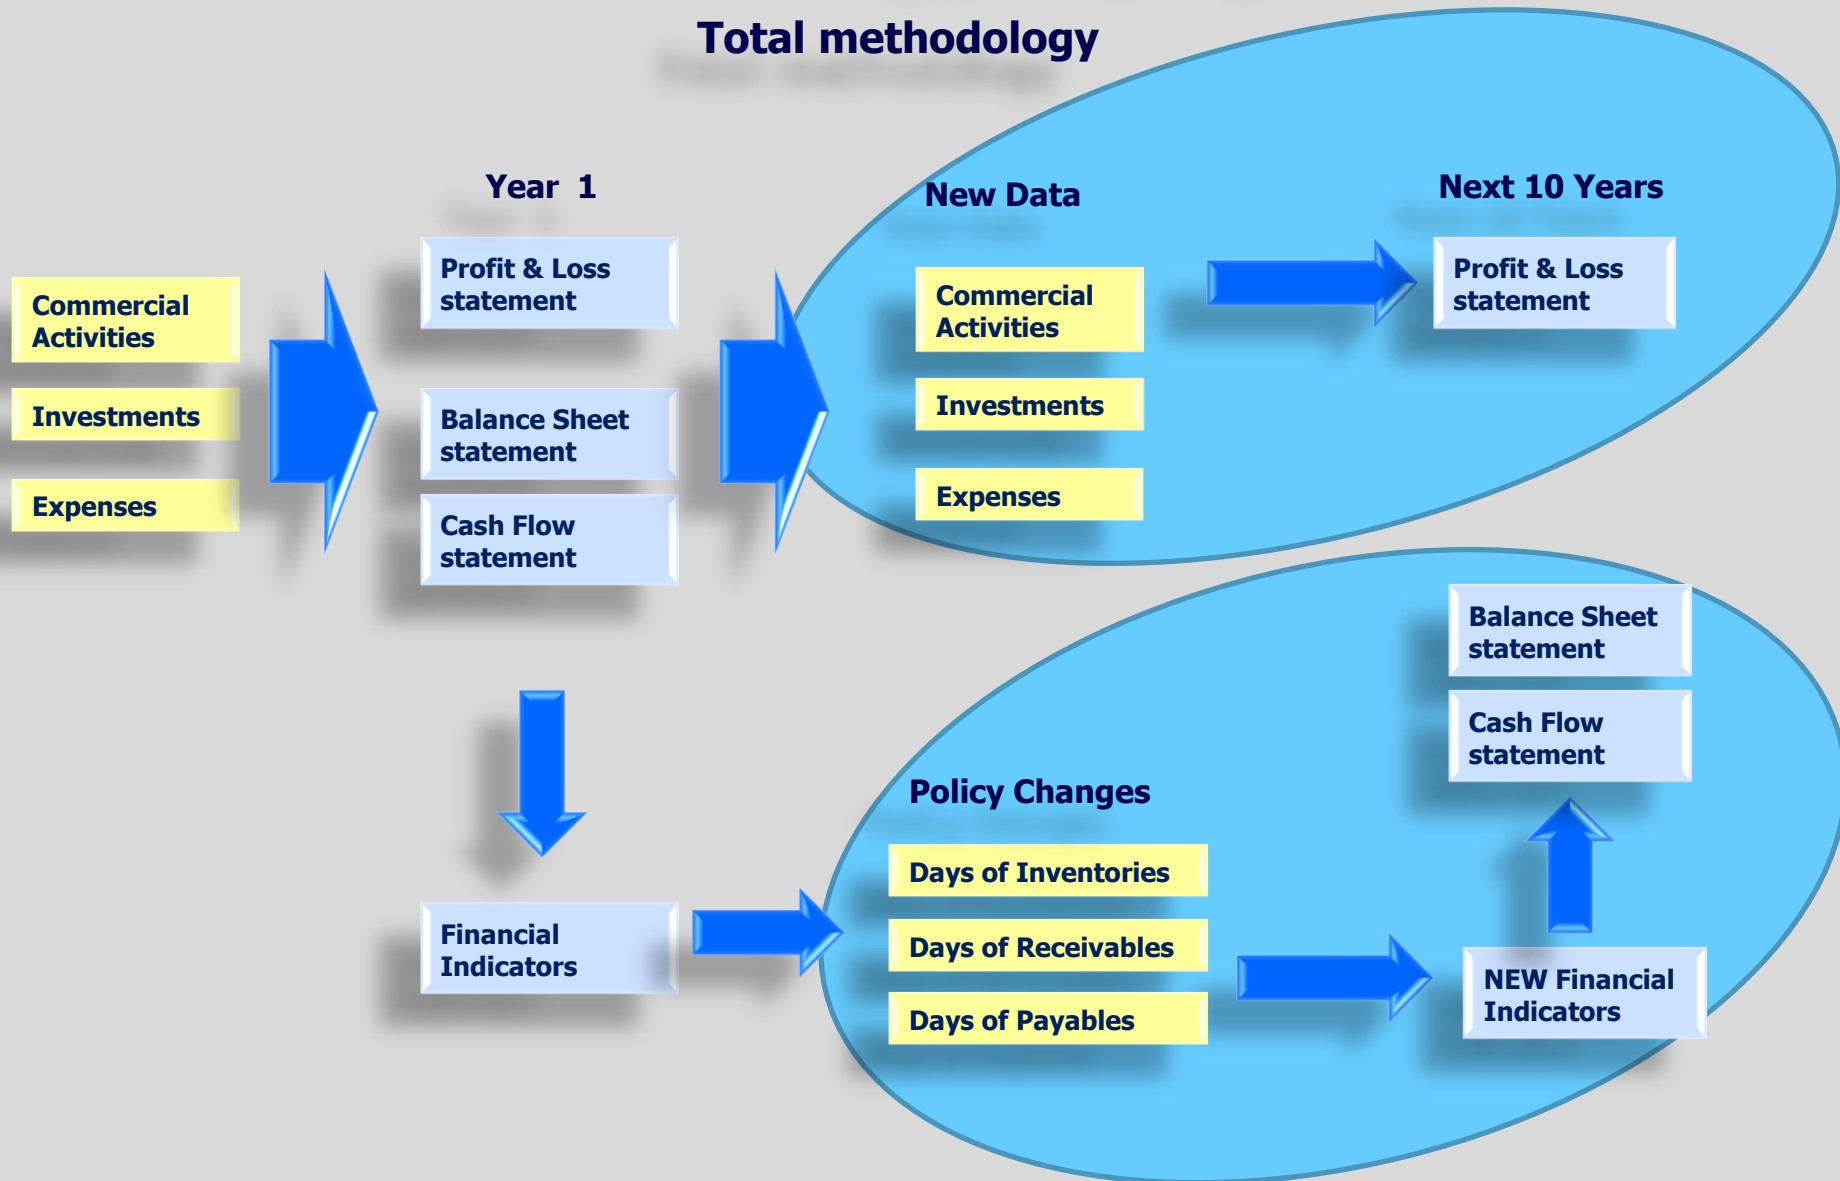 Total methodology
Year 1
New Data
Next 10 Years
Commercial
Activities
Investments
Expenses
Profit & Loss
statement
Balance Sheet
statement
Cash Flow
statement
Commercial
Activities
Investments
Expenses
Profit & Loss
statement
Balance Sheet
statement
Cash Flow
statement
Policy Changes
Days of Inventories
Days of Receivables
Days of Payables
Financial
Indicators
NEW Financial
Indicators